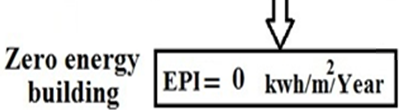 Zero energy
building
EPI= 0 kwh/m²/Year